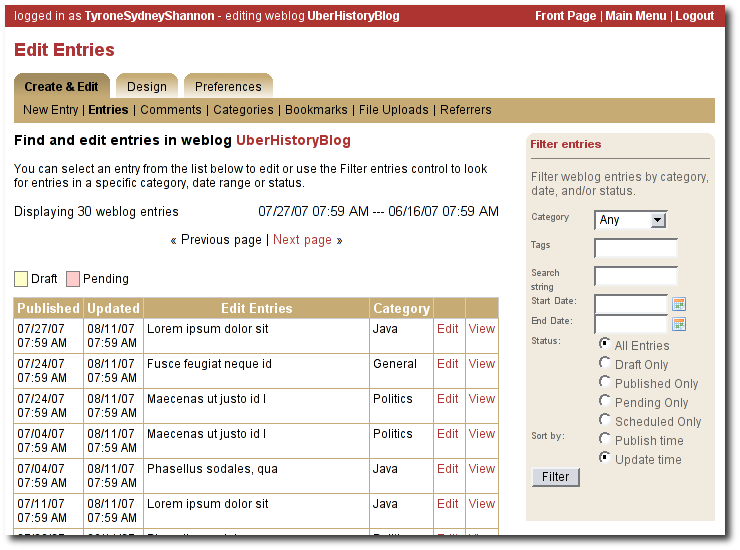 logged in as TyroneSydneyShannon - editing weblog UberHistoryBlog
Front Page | Main Menu | Logout
Edit Entries
Create & Edit
Design
Preferences
New Entry | Entries | Comments | Categories | Bookmarks | File Uploads | Referrers
Find and edit entries in weblog UberHistoryBlog
You can select an entry from the list below to edit or use the Filter entries control to look
for entries in a specific category, date range or status.
Displaying 30 weblog entries 07/27/07 07:59 AM --- 06/16/07 07:59 AM
« Previous page | Next page »
Draft Pending
Published Updated Edit Entries Category
07/27/07 08/11/07 Lorem ipsum dolor sit Java Edit View
07:59 AM 07:59 AM
07/24/07 08/11/07 Fusce feugiat neque id General Edit View
07:59 AM 07:59 AM
07/24/07 08/11/07 Maecenas ut justo id l Politics Edit View
07:59 AM 07:59 AM
07/04/07 08/11/07 Maecenas ut justo id l Politics Edit View
07:59 AM 07:59 AM
07/04/07 08/11/07 Phasellus sodales, qua Java Edit View
07:59 AM 07:59 AM
07/11/07 08/11/07 Lorem ipsum dolor sit Java Edit View
07:59 AM 07:59 AM
Filter entries
Filter weblog entries by category,
date, and/or status.
Category Any
Tags
Search
string
Start Date:
End Date:
Status: All Entries
Draft Only
Published Only
Pending Only
Scheduled Only
Sort by: Publish time
Update time
Filter